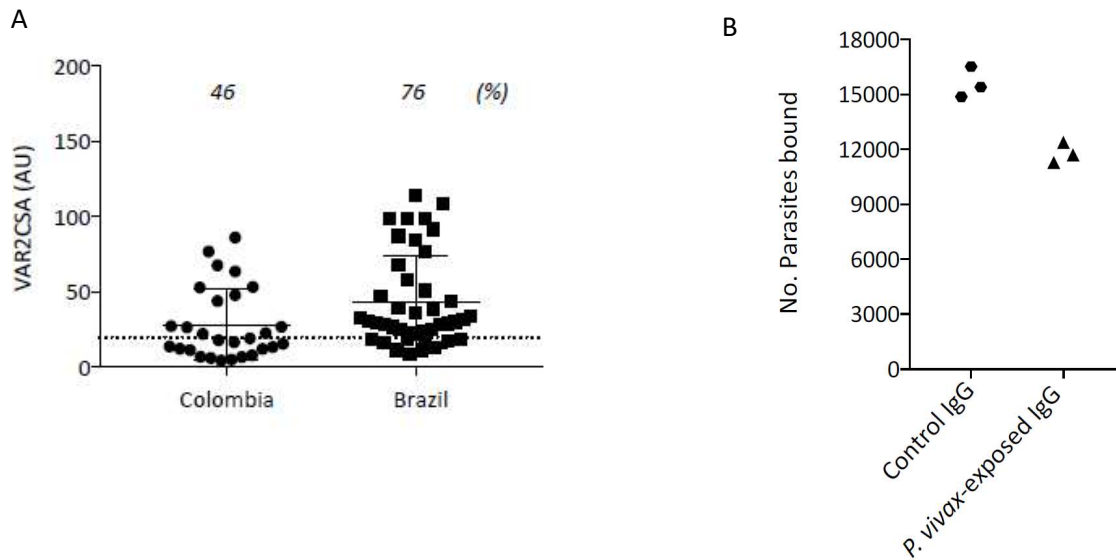 A
200
150
100
50
0
VAR2CSA (AU)
46 76 (%)
Colombia Brazil
B
18000
15000
12000
9000
6000
3000
0
No. Parasites bound
Control IgG
P. vivax-exposed IgG